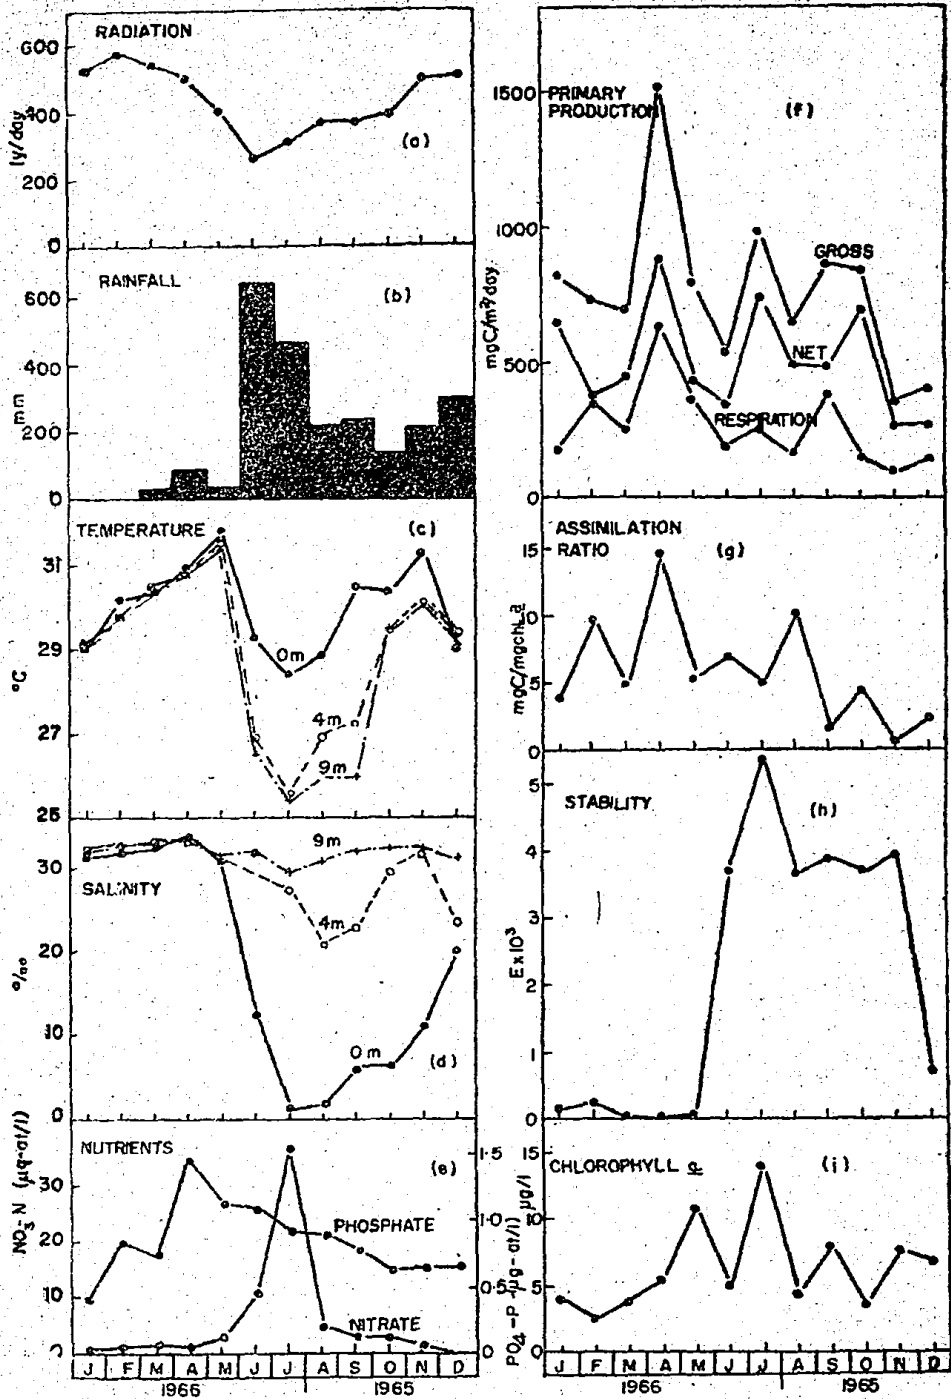 RADIATION
600
400
200
0
ly/day
(a)
RAINFALL
(b)
600
400
200
0
mm
TEMPERATURE
(c)
31
29
27
25
°C
0m
4m
9m
SALINITY
30
20
10
0
‰
9m
4m
0m
(d)
NUTRIENTS
(e)
30
20
10
0
NO3-N (µg-at/l)
PHOSPHATE
NITRATE
1.5
1.0
0.5
0
PO4-P (µg-at/l)
J F M A M J J A S O N D
1966 1965
PRIMARY
PRODUCTION
(f)
1500
1000
500
0
mgC/m²/day
GROSS
NET
RESPIRATION
ASSIMILATION
RATIO
(g)
15
10
5
0
mgC/mgchl a
STABILITY
(h)
5
4
3
2
1
0
E×10³
CHLOROPHYLL a
(i)
15
10
5
0
µg/l
J F M A M J J A S O N D
1966 1965